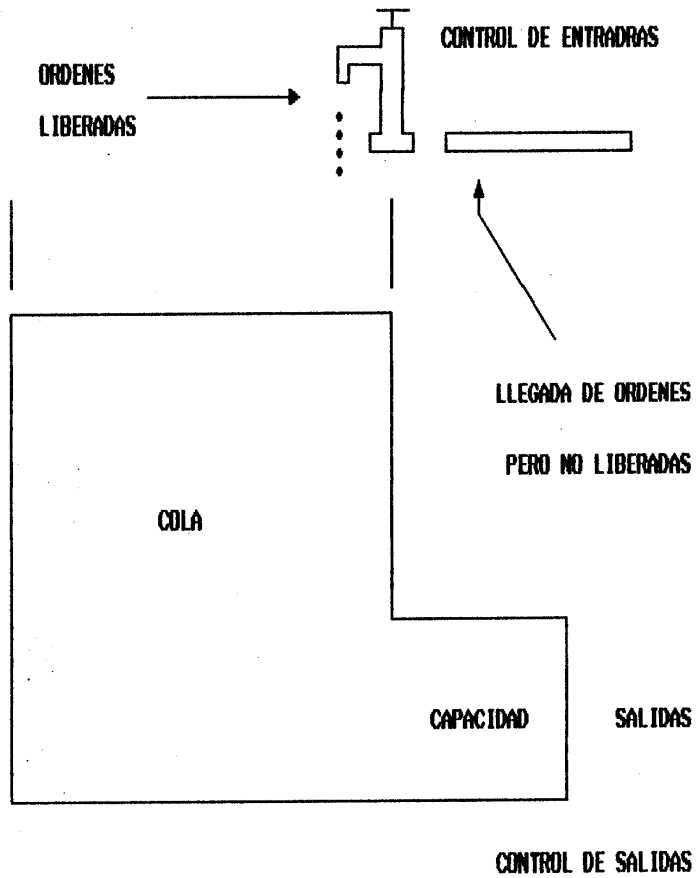 CONTROL DE ENTRADRAS
ORDENES
LIBERADAS
LLEGADA DE ORDENES
PERO NO LIBERADAS
COLA
CAPACIDAD
SALIDAS
CONTROL DE SALIDAS